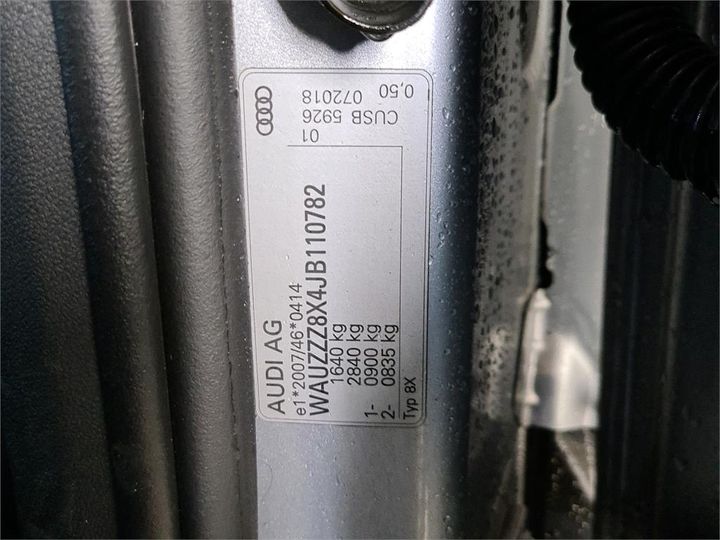 AUDI AG
e1*2007/46*0414
WAUZZZ8X4JB110782
1640 kg
2840 kg
1- 0900 kg
2- 0835 kg
Typ 8X
01
CUSB 5926
072018
0,50